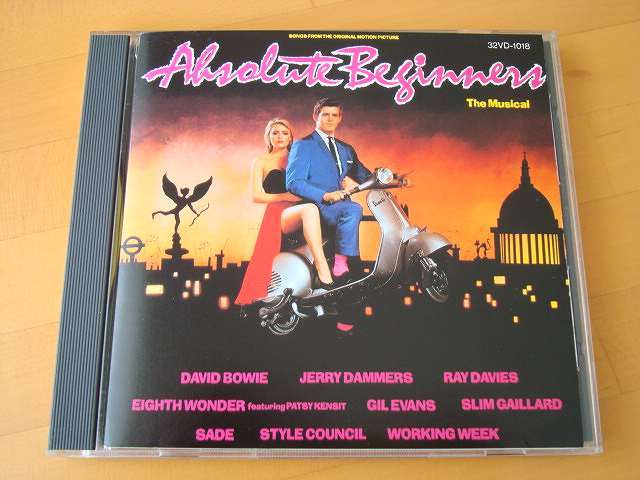 SONGS FROM THE ORIGINAL MOTION PICTURE
32VD-1018
Absolute Beginners
The Musical
DAVID BOWIE JERRY DAMMERS RAY DAVIES
EIGHTH WONDER featuring PATSY KENSIT GIL EVANS SLIM GAILLARD
SADE STYLE COUNCIL WORKING WEEK